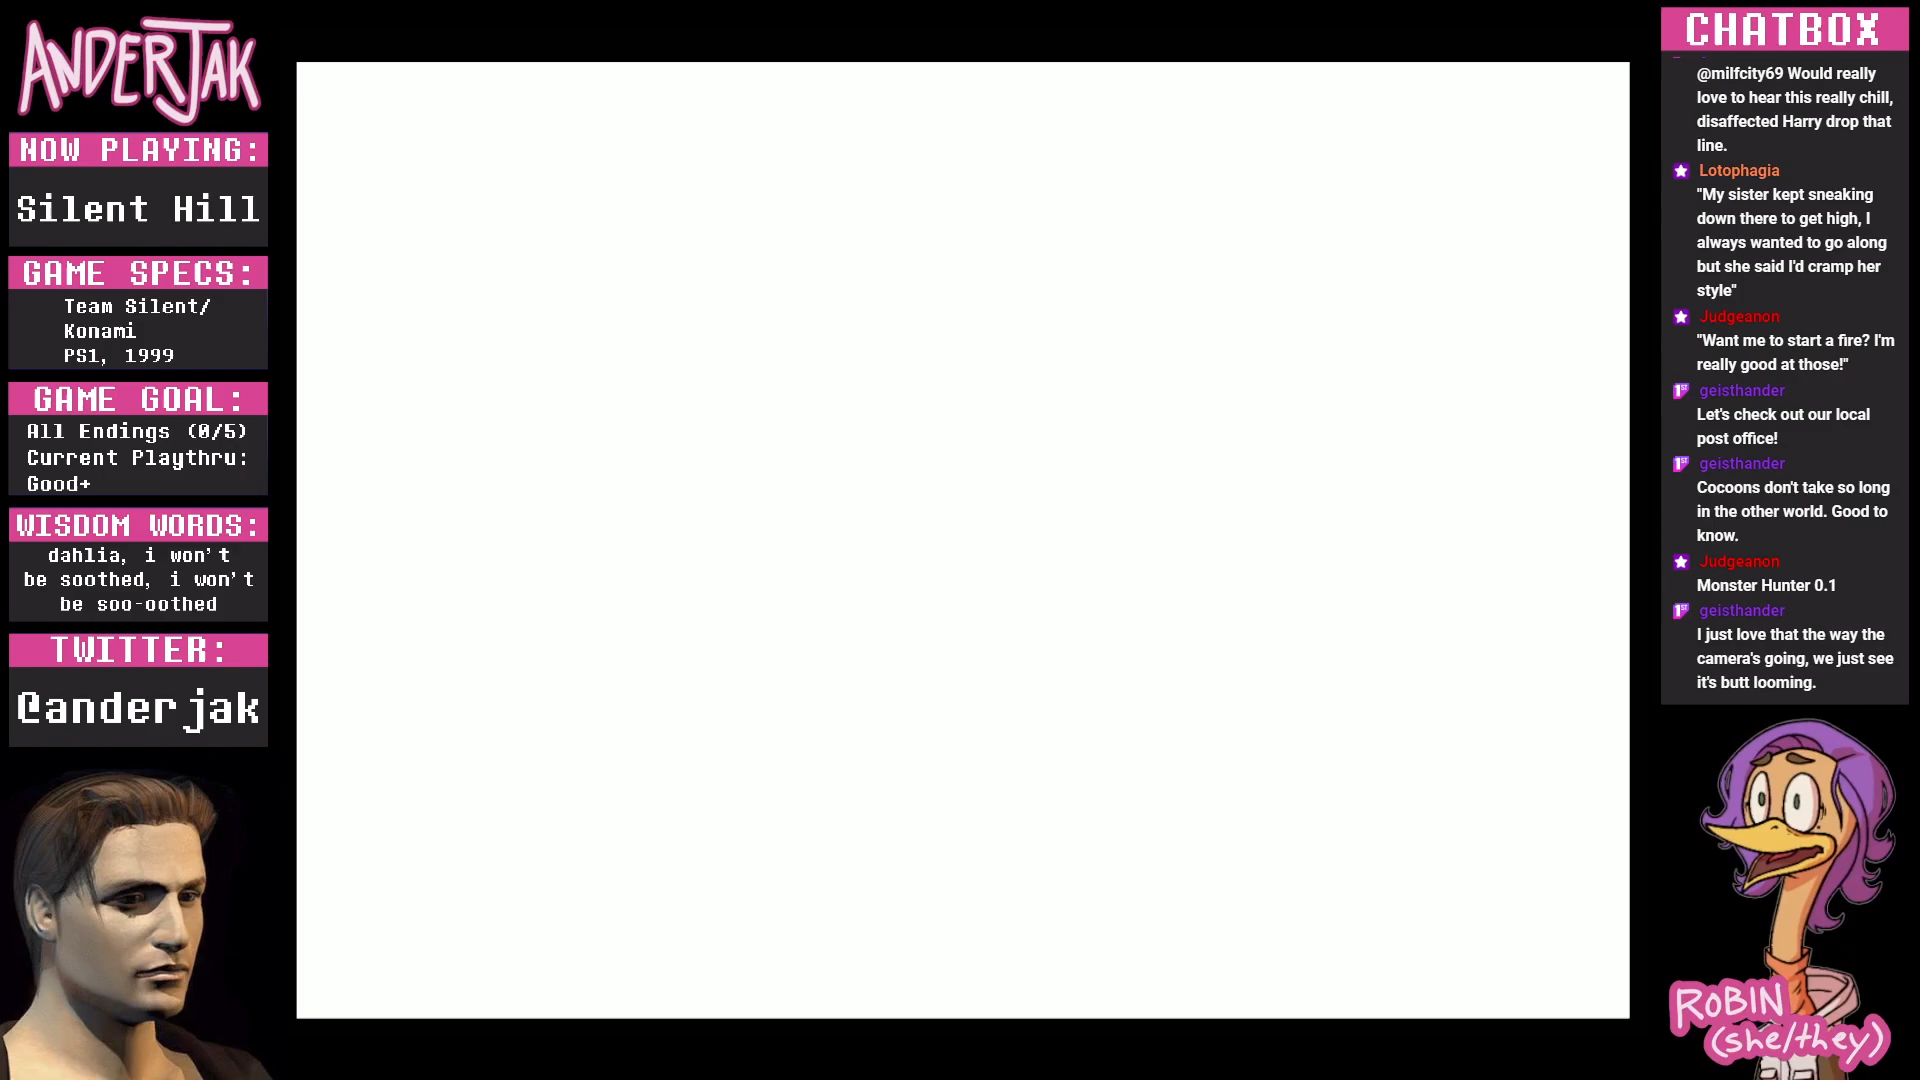 ANDERJAK
NOW PLAYING:
Silent Hill
GAME SPECS:
Team Silent/
Konami
PS1, 1999
GAME GOAL:
All Endings (0/5)
Current Playthru:
Good+
WISDOM WORDS:
dahlia, i won't
be soothed, i won't
be soo-oothed
TWITTER:
@anderjak
CHATBOX
@milfcity69 Would really
love to hear this really chill,
disaffected Harry drop that
line.
Lotophagia
"My sister kept sneaking
down there to get high, I
always wanted to go along
but she said I'd cramp her
style"
Judgeanon
"Want me to start a fire? I'm
really good at those!"
1ST geisthander
Let's check out our local
post office!
1ST geisthander
Cocoons don't take so long
in the other world. Good to
know.
Judgeanon
Monster Hunter 0.1
1ST geisthander
I just love that the way the
camera's going, we just see
it's butt looming.
ROBIN
(she/they)